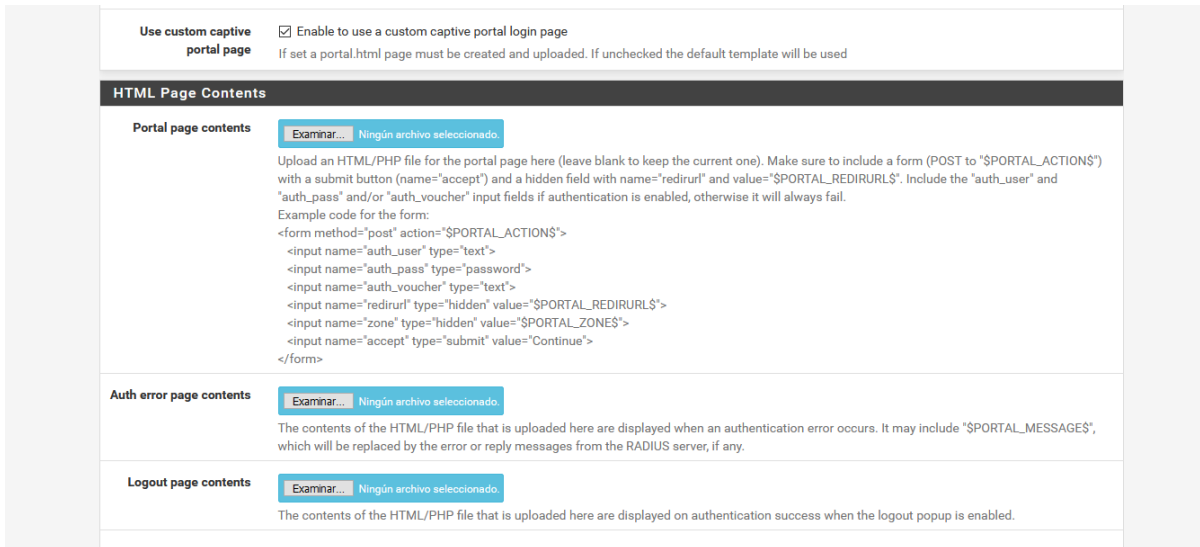 Use custom captive
portal page
Enable to use a custom captive portal login page
If set a portal.html page must be created and uploaded. If unchecked the default template will be used
HTML Page Contents
Portal page contents
Examinar... Ningún archivo seleccionado.
Upload an HTML/PHP file for the portal page here (leave blank to keep the current one). Make sure to include a form (POST to "$PORTAL_ACTION$")
with a submit button (name="accept") and a hidden field with name="redirurl" and value="$PORTAL_REDIRURL$". Include the "auth_user" and
"auth_pass" and/or "auth_voucher" input fields if authentication is enabled, otherwise it will always fail.
Example code for the form:
<form method="post" action="$PORTAL_ACTION$">
<input name="auth_user" type="text">
<input name="auth_pass" type="password">
<input name="auth_voucher" type="text">
<input name="redirurl" type="hidden" value="$PORTAL_REDIRURL$">
<input name="zone" type="hidden" value="$PORTAL_ZONE$">
<input name="accept" type="submit" value="Continue">
</form>
Auth error page contents
Examinar... Ningún archivo seleccionado.
The contents of the HTML/PHP file that is uploaded here are displayed when an authentication error occurs. It may include "$PORTAL_MESSAGE$",
which will be replaced by the error or reply messages from the RADIUS server, if any.
Logout page contents
Examinar... Ningún archivo seleccionado.
The contents of the HTML/PHP file that is uploaded here are displayed on authentication success when the logout popup is enabled.